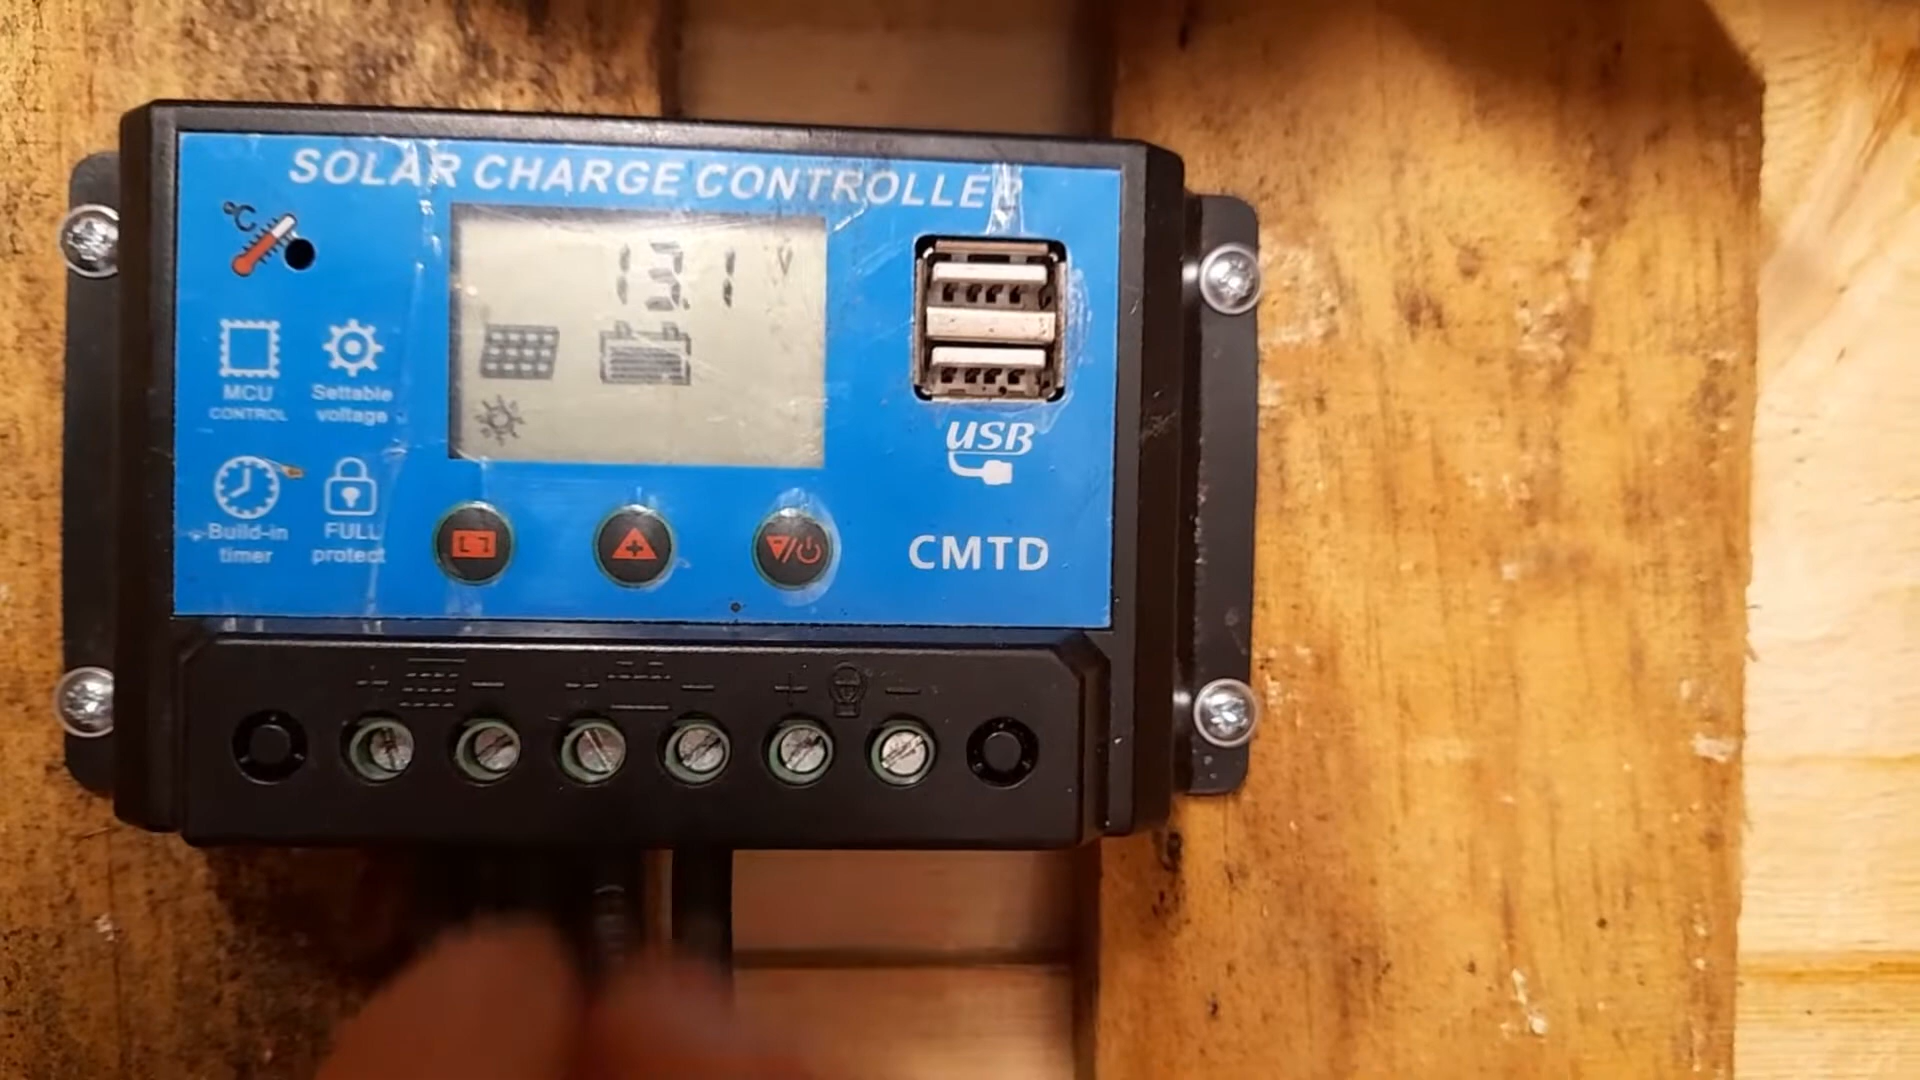 SOLAR CHARGE CONTROLLER
°C
13.1 V
MCU
CONTROL
Settable
voltage
USB
Build-in
timer
FULL
protect
CMTD